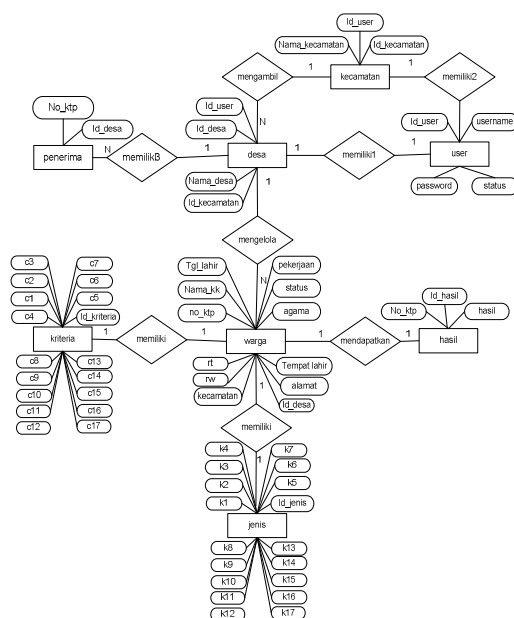 Id_user
Nama_kecamatan
Id_kecamatan
mengambil
1
kecamatan
1
memiliki2
No_ktp
Id_desa
Id_user
Id_desa
N
Id_user
username
penerima
N
memilik3
1
desa
1
memiliki1
1
user
Nama_desa
Id_kecamatan
1
password
status
mengelola
c3
c7
c2
c6
c1
c5
c4
Id_kriteria
Tgl_lahir
pekerjaan
Nama_kk
N
status
no_ktp
agama
Id_hasil
No_ktp
hasil
kriteria
1
memiliki
1
warga
1
mendapatkan
1
hasil
c8
c13
c9
c14
c10
c15
c11
c16
c12
c17
rt
Tempat lahir
rw
alamat
kecamatan
1
Id_desa
memiliki
1
k4
k7
k3
k6
k2
k5
k1
Id_jenis
jenis
k8
k13
k9
k14
k10
k15
k11
k16
k12
k17